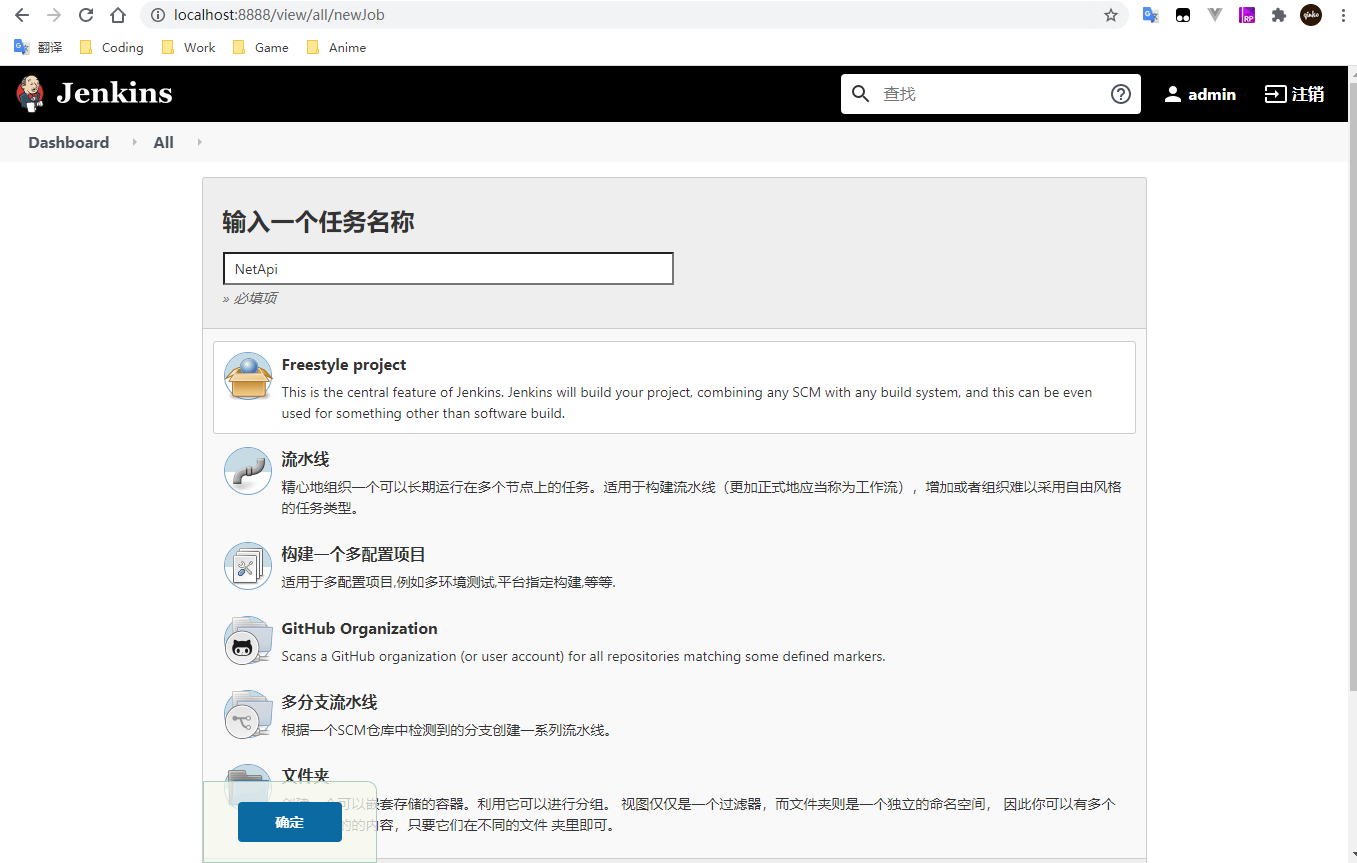 localhost:8888/view/all/newJob
翻译 Coding Work Game Anime
Jenkins
查找
admin
注销
Dashboard
All
输入一个任务名称
NetApi
» 必填项
Freestyle project
This is the central feature of Jenkins. Jenkins will build your project, combining any SCM with any build system, and this can be even
used for something other than software build.
流水线
精心地组织一个可以长期运行在多个节点上的任务。适用于构建流水线（更加正式地应当称为工作流），增加或者组织难以采用自由风格
的任务类型。
构建一个多配置项目
适用于多配置项目,例如多环境测试,平台指定构建,等等.
GitHub Organization
Scans a GitHub organization (or user account) for all repositories matching some defined markers.
多分支流水线
根据一个SCM仓库中检测到的分支创建一系列流水线。
文件夹
创建一个可以嵌套存储的容器。利用它可以进行分组。 视图仅仅是一个过滤器，而文件夹则是一个独立的命名空间， 因此你可以有多个
的的内容，只要它们在不同的文件 夹里即可。
确定